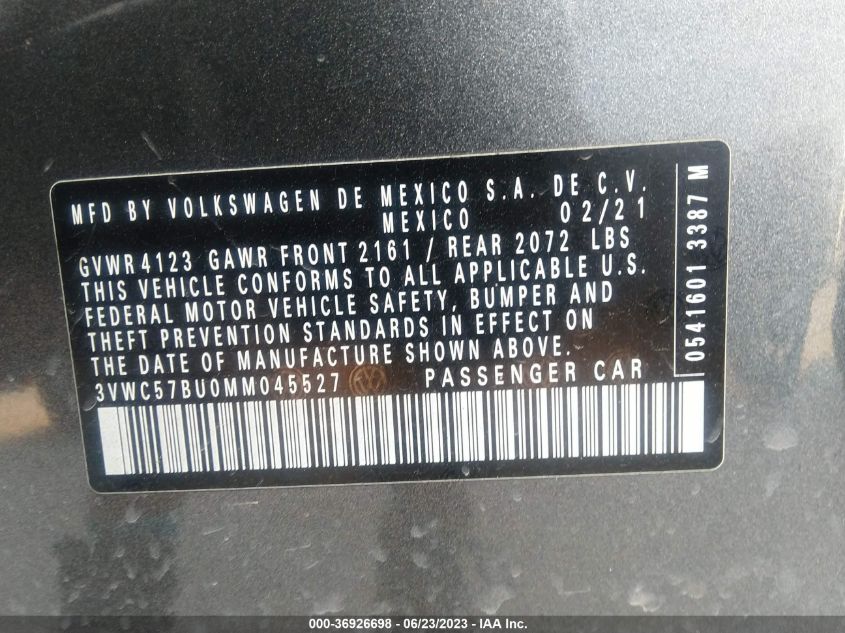 MFD BY VOLKSWAGEN DE MEXICO S.A. DE C.V.
MEXICO 02/21
GVWR 4123 GAWR FRONT 2161 / REAR 2072 LBS
THIS VEHICLE CONFORMS TO ALL APPLICABLE U.S.
FEDERAL MOTOR VEHICLE SAFETY, BUMPER AND
THEFT PREVENTION STANDARDS IN EFFECT ON
THE DATE OF MANUFACTURE SHOWN ABOVE.
3VWC57BU0MM045527 PASSENGER CAR
0541601 3387 M
000-36926698 - 06/23/2023 - IAA Inc.